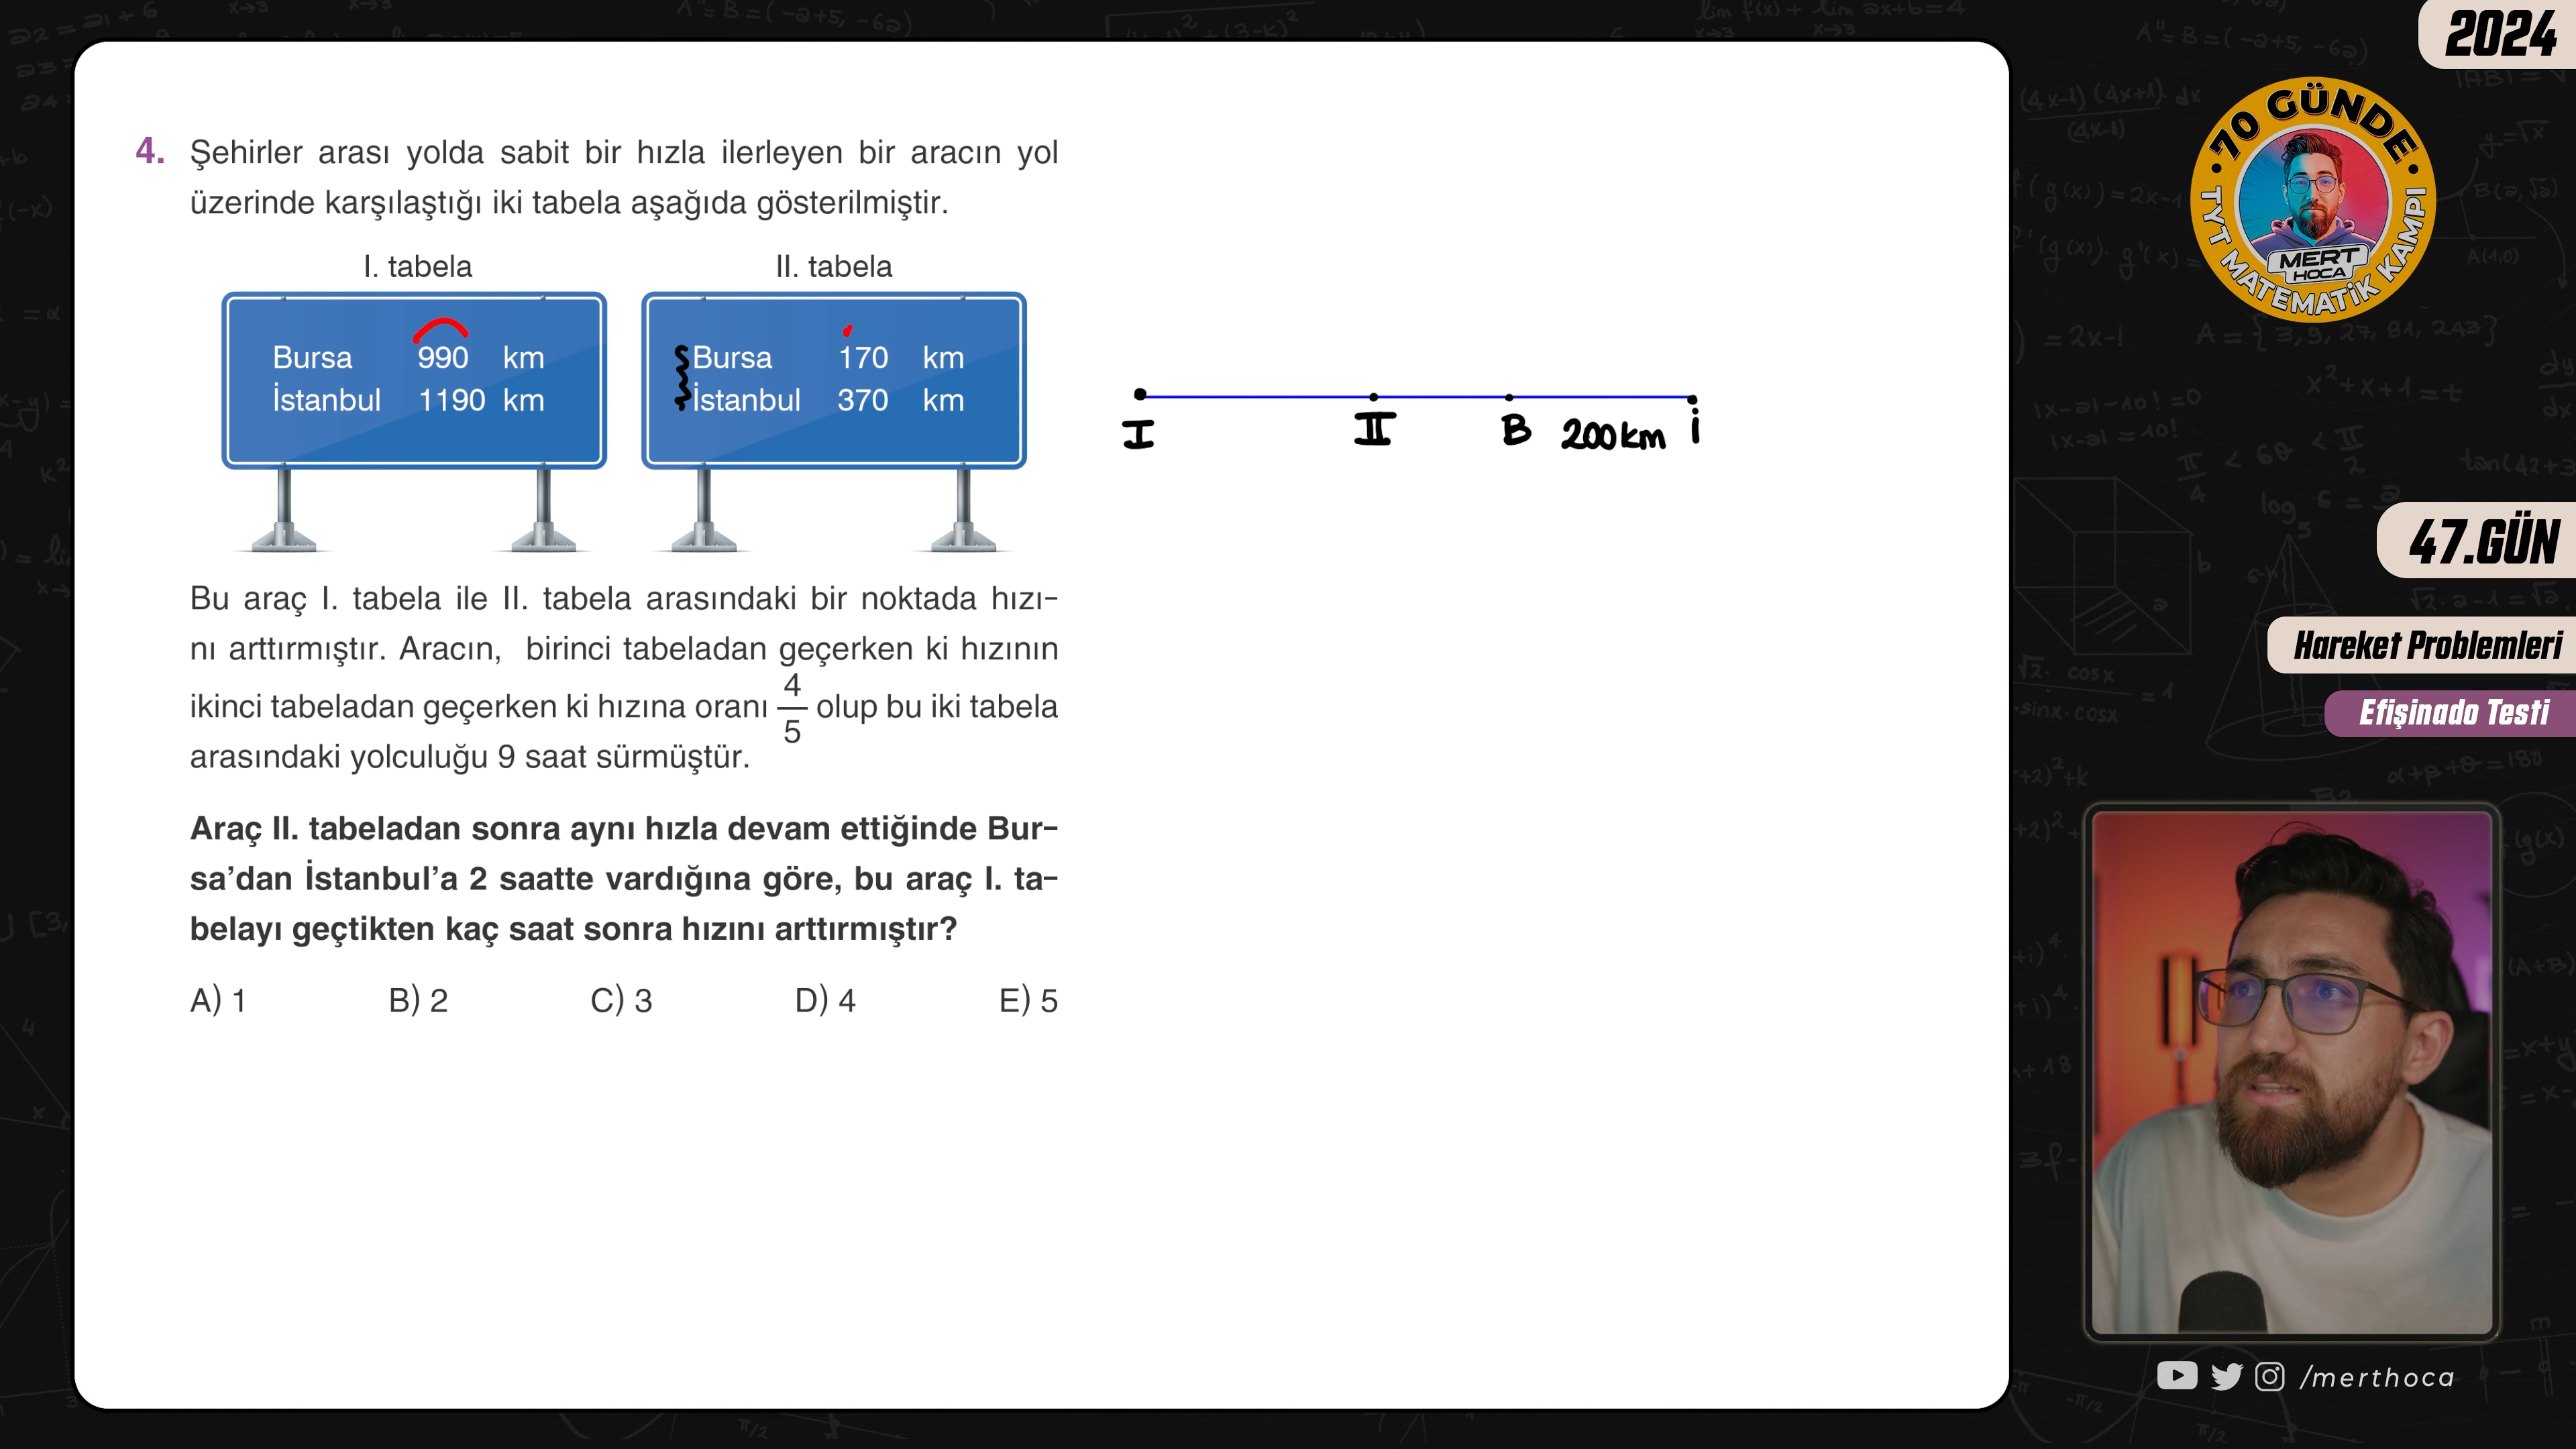 2024
70 GÜNDE
TYT MATEMATİK KAMPI
MERT
HOCA
4. Şehirler arası yolda sabit bir hızla ilerleyen bir aracın yol
üzerinde karşılaştığı iki tabela aşağıda gösterilmiştir.
I. tabela
II. tabela
Bursa 990 km
İstanbul 1190 km
Bursa 170 km
İstanbul 370 km
I II B 200km i
Bu araç I. tabela ile II. tabela arasındaki bir noktada hızı-
nı arttırmıştır. Aracın, birinci tabeladan geçerken ki hızının
ikinci tabeladan geçerken ki hızına oranı 4/5 olup bu iki tabela
arasındaki yolculuğu 9 saat sürmüştür.
Araç II. tabeladan sonra aynı hızla devam ettiğinde Bur-
sa’dan İstanbul’a 2 saatte vardığına göre, bu araç I. ta-
belayı geçtikten kaç saat sonra hızını arttırmıştır?
A) 1 B) 2 C) 3 D) 4 E) 5
47.GÜN
Hareket Problemleri
Efişinado Testi
/merthoca